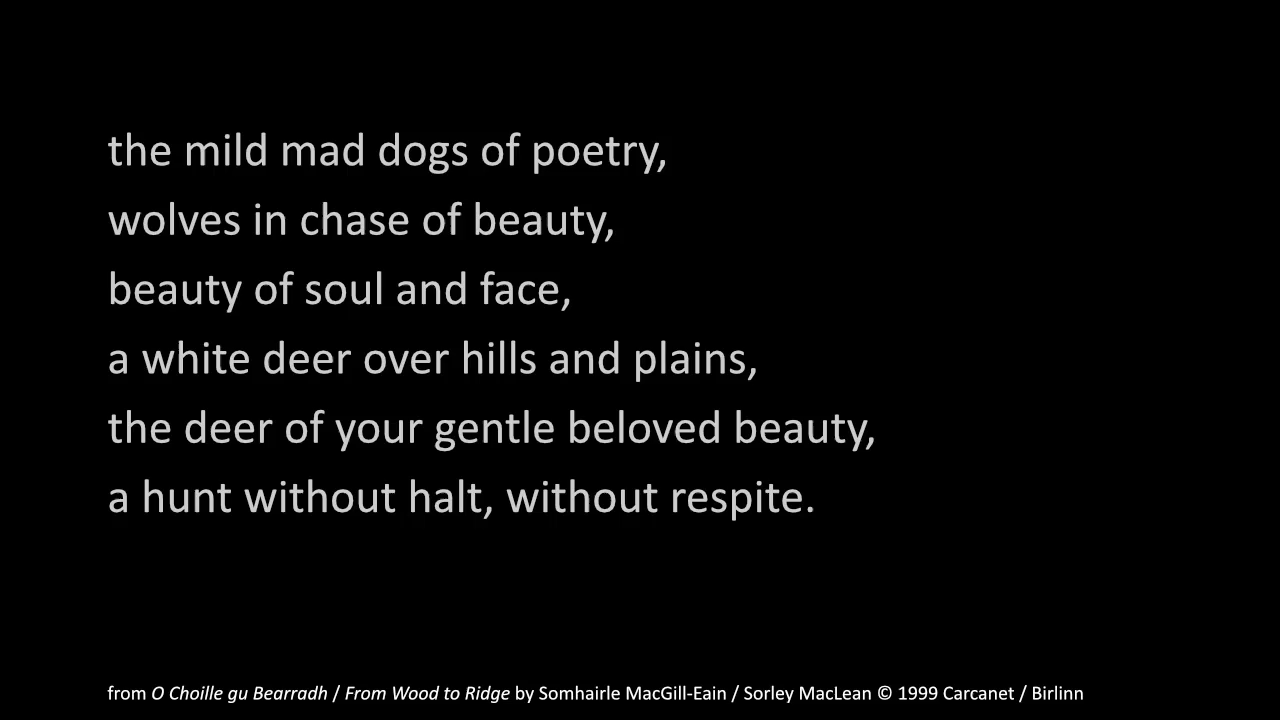 the mild mad dogs of poetry,
wolves in chase of beauty,
beauty of soul and face,
a white deer over hills and plains,
the deer of your gentle beloved beauty,
a hunt without halt, without respite.
from O Choille gu Bearradh / From Wood to Ridge by Somhairle MacGill-Eain / Sorley MacLean © 1999 Carcanet / Birlinn